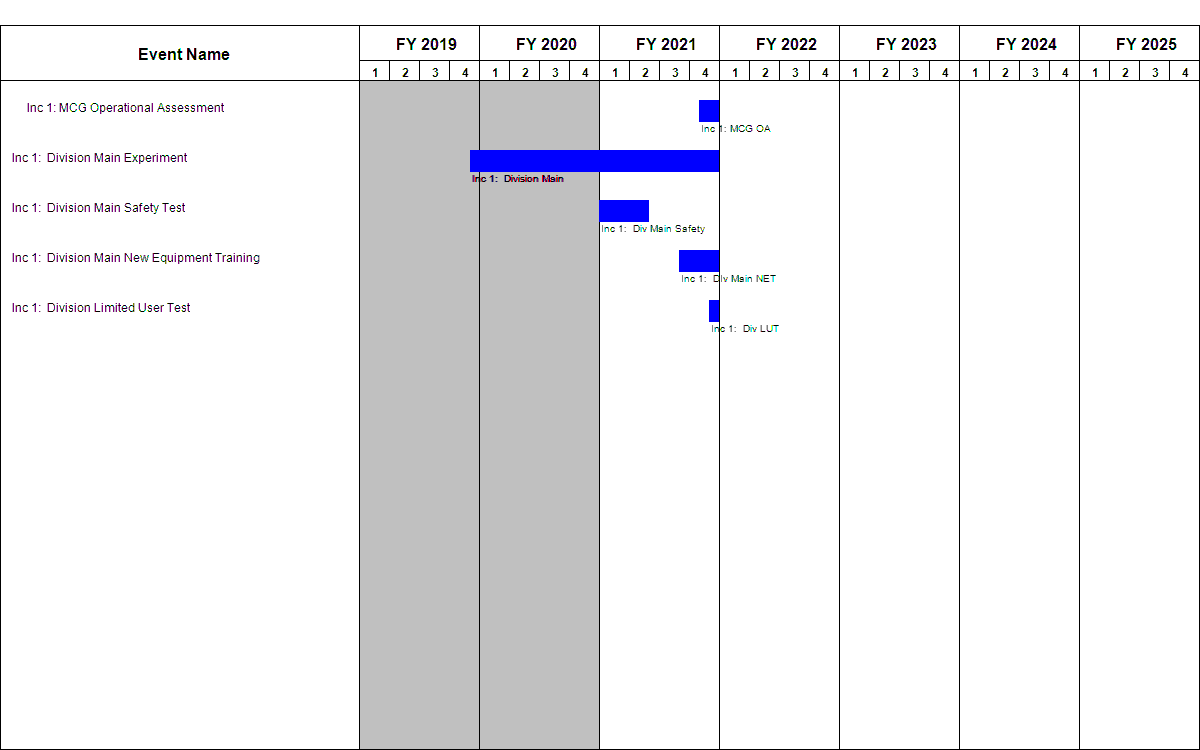 Event Name
FY 2019 FY 2020 FY 2021 FY 2022 FY 2023 FY 2024 FY 2025
1 2 3 4 1 2 3 4 1 2 3 4 1 2 3 4 1 2 3 4 1 2 3 4 1 2 3 4
Inc 1: MCG Operational Assessment
Inc 1: MCG OA
Inc 1: Division Main Experiment
Inc 1: Division Main
Inc 1: Division Main Safety Test
Inc 1: Div Main Safety
Inc 1: Division Main New Equipment Training
Inc 1: DIv Main NET
Inc 1: Division Limited User Test
Inc 1: Div LUT